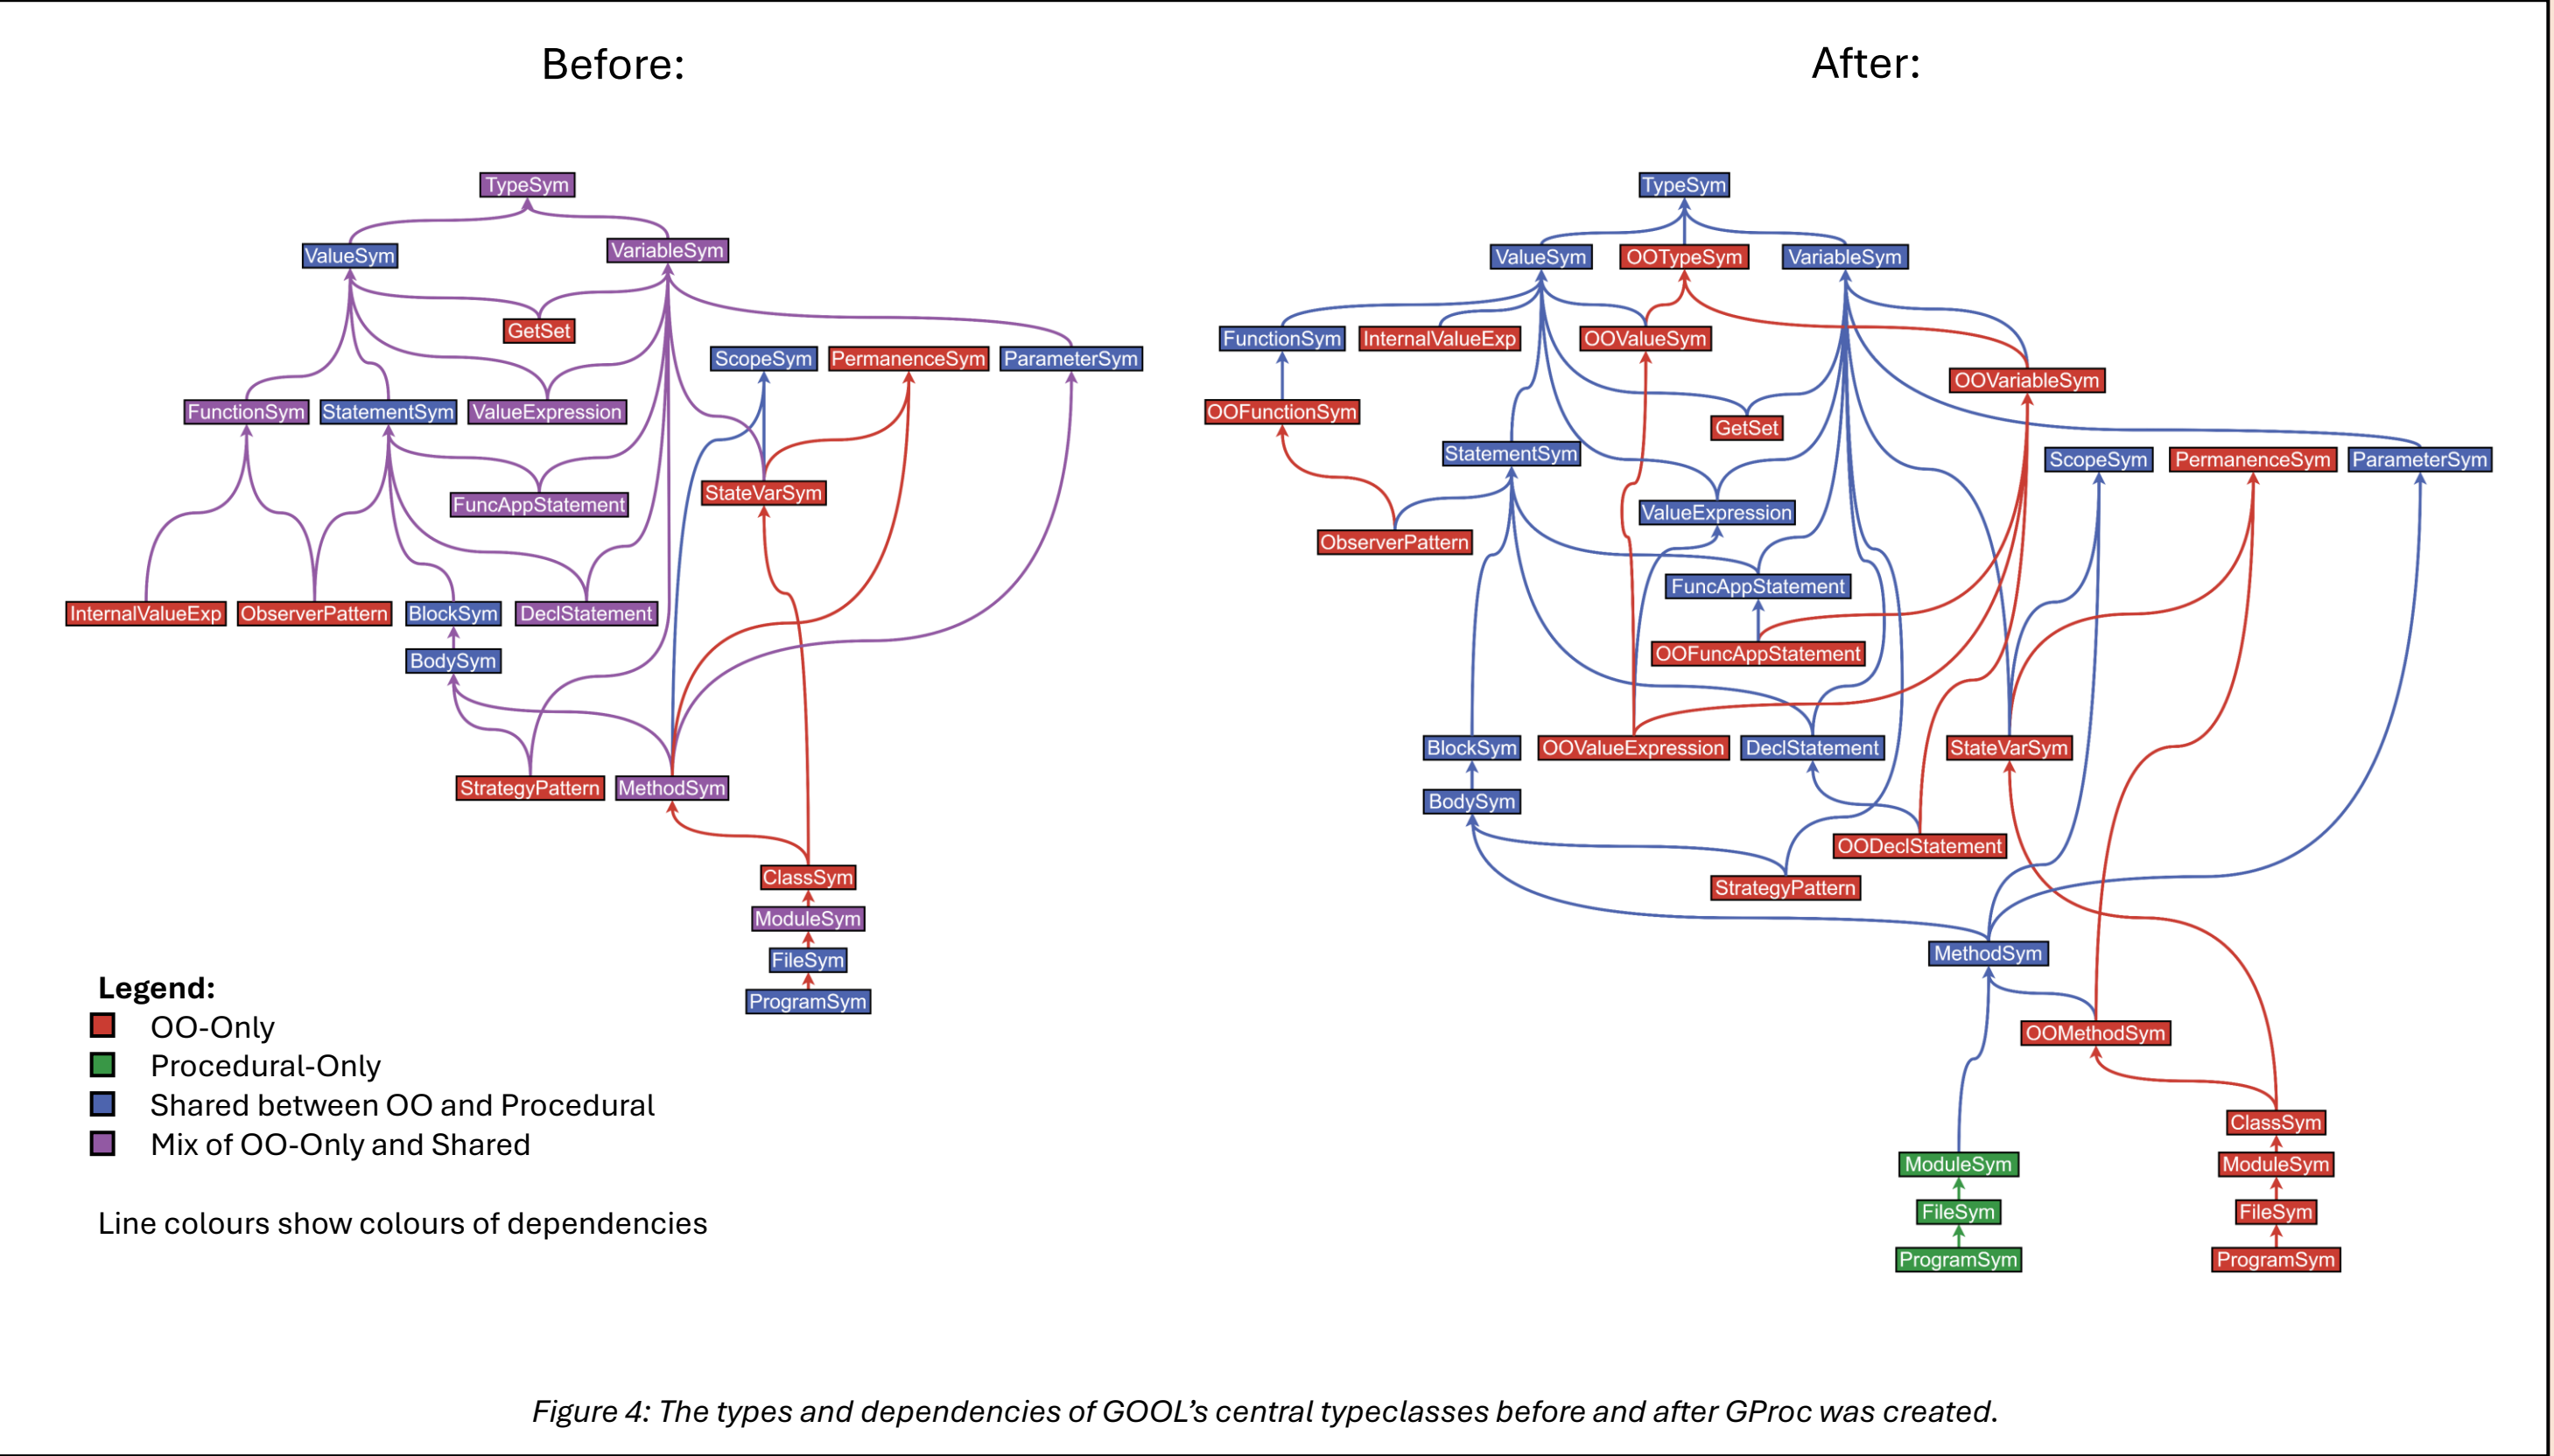 Before:
TypeSym
ValueSym
VariableSym
GetSet
ScopeSym
PermanenceSym
ParameterSym
FunctionSym
StatementSym
ValueExpression
StateVarSym
FuncAppStatement
InternalValueExp
ObserverPattern
BlockSym
DeclStatement
BodySym
StrategyPattern
MethodSym
ClassSym
ModuleSym
FileSym
ProgramSym
Legend:
OO-Only
Procedural-Only
Shared between OO and Procedural
Mix of OO-Only and Shared
Line colours show colours of dependencies
After:
TypeSym
ValueSym
OOTypeSym
VariableSym
FunctionSym
InternalValueExp
OOValueSym
OOVariableSym
OOFunctionSym
GetSet
StatementSym
ScopeSym
PermanenceSym
ParameterSym
ValueExpression
ObserverPattern
FuncAppStatement
OOFuncAppStatement
BlockSym
OOValueExpression
DeclStatement
StateVarSym
BodySym
OODeclStatement
StrategyPattern
MethodSym
OOMethodSym
ClassSym
ModuleSym
ModuleSym
FileSym
FileSym
ProgramSym
ProgramSym
Figure 4: The types and dependencies of GOOL’s central typeclasses before and after GProc was created.